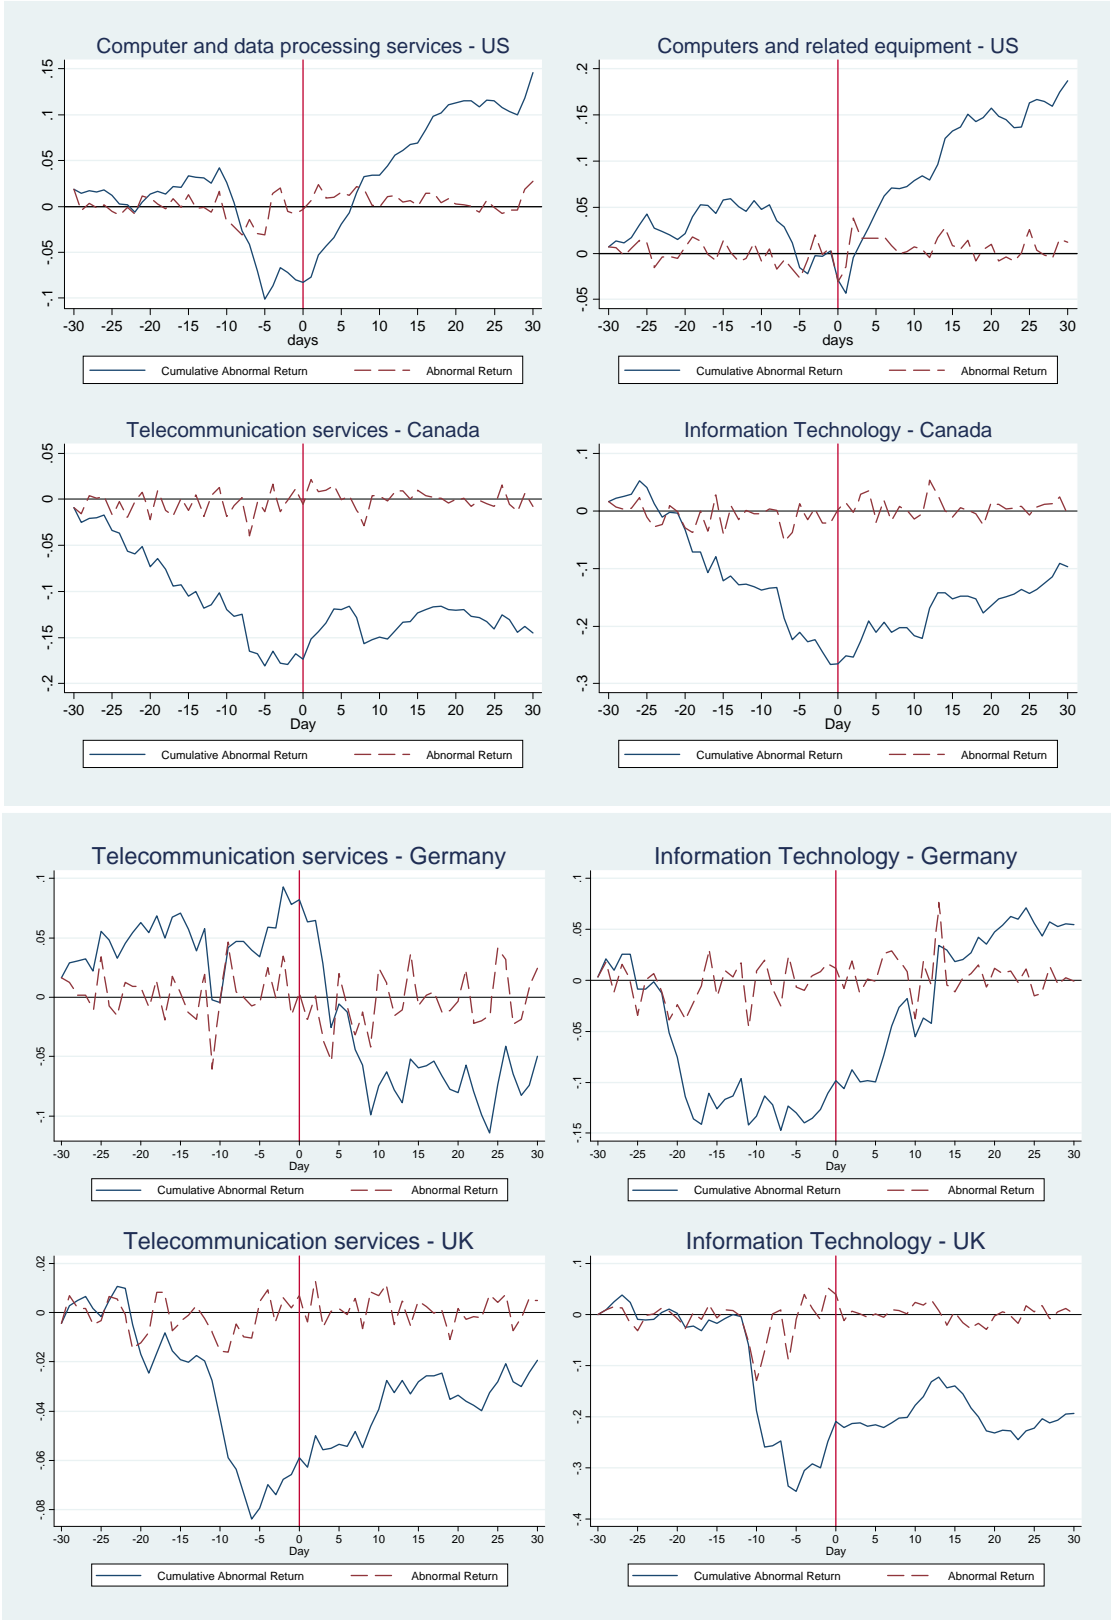 Computer and data processing services - US
.15
.1
.05
0
-.05
-.1
-30 -25 -20 -15 -10 -5 0 5 10 15 20 25 30
days
Cumulative Abnormal Return Abnormal Return
Computers and related equipment - US
.2
.15
.1
.05
0
-.05
-30 -25 -20 -15 -10 -5 0 5 10 15 20 25 30
days
Cumulative Abnormal Return Abnormal Return
Telecommunication services - Canada
.05
0
-.05
-.1
-.15
-.2
-30 -25 -20 -15 -10 -5 0 5 10 15 20 25 30
Day
Cumulative Abnormal Return Abnormal Return
Information Technology - Canada
.1
0
-.1
-.2
-.3
-30 -25 -20 -15 -10 -5 0 5 10 15 20 25 30
Day
Cumulative Abnormal Return Abnormal Return
Telecommunication services - Germany
.1
.05
0
-.05
-.1
-30 -25 -20 -15 -10 -5 0 5 10 15 20 25 30
Day
Cumulative Abnormal Return Abnormal Return
Information Technology - Germany
.1
.05
0
-.05
-.1
-.15
-30 -25 -20 -15 -10 -5 0 5 10 15 20 25 30
Day
Cumulative Abnormal Return Abnormal Return
Telecommunication services - UK
.02
0
-.02
-.04
-.06
-.08
-30 -25 -20 -15 -10 -5 0 5 10 15 20 25 30
Day
Cumulative Abnormal Return Abnormal Return
Information Technology - UK
.1
0
-.1
-.2
-.3
-.4
-30 -25 -20 -15 -10 -5 0 5 10 15 20 25 30
Day
Cumulative Abnormal Return Abnormal Return